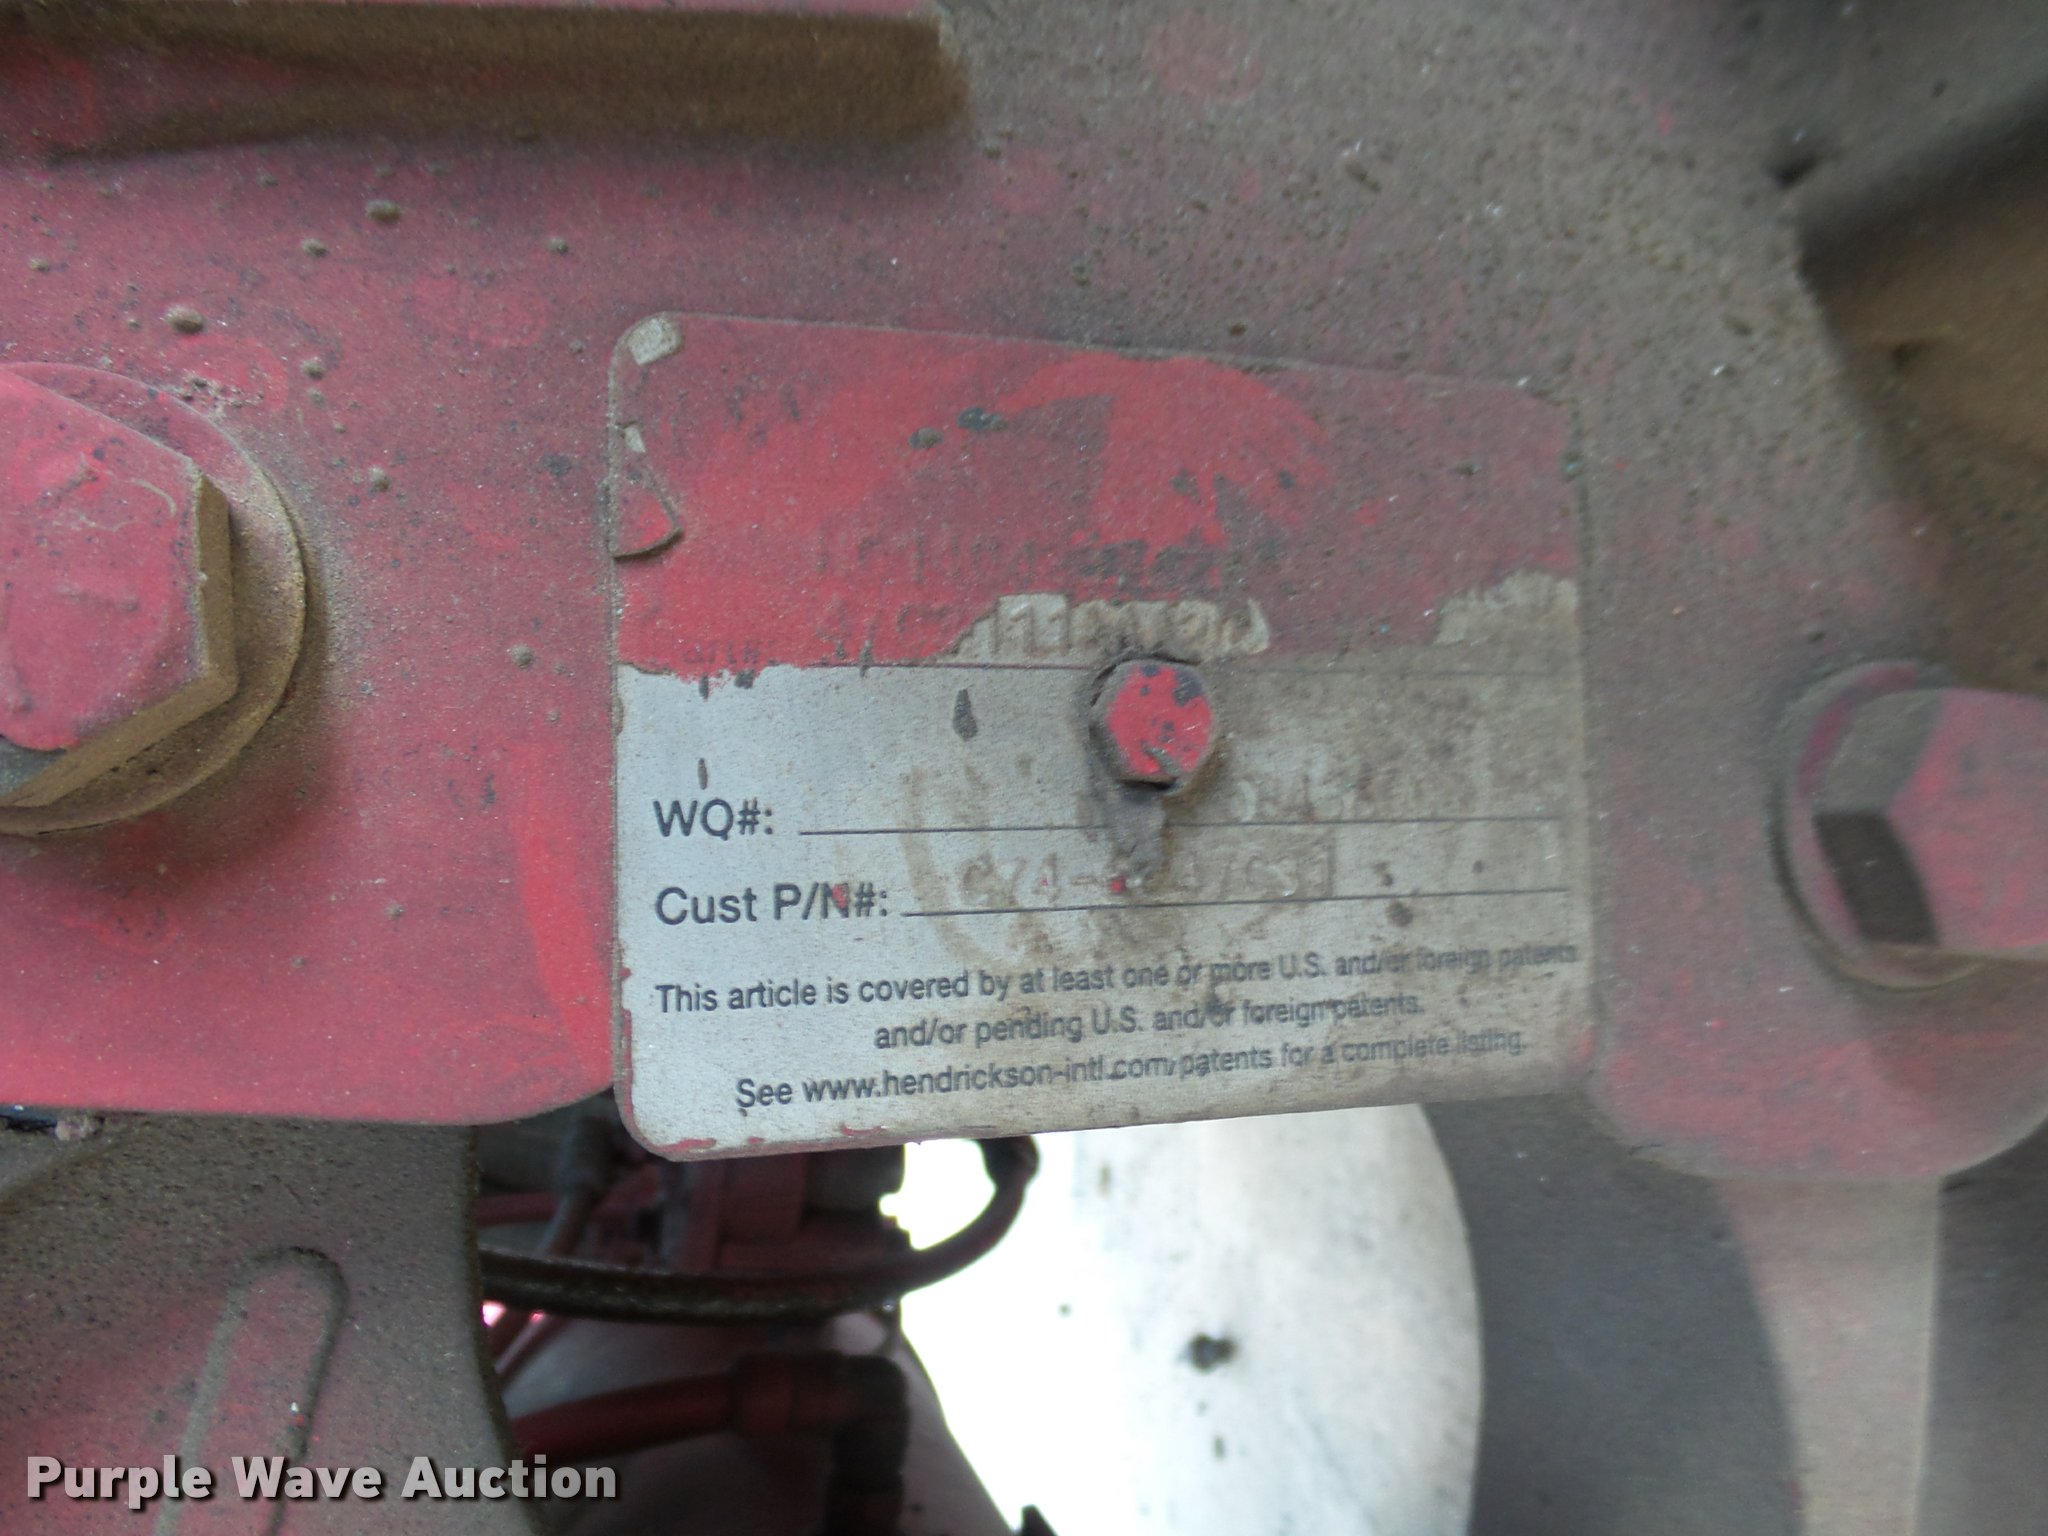 WO#:
Cust P/N#:
This article is covered by at least one or more U.S. and/or foreign patents
and/or pending U.S. and/or foreign patents.
See www.hendrickson-intl.com/patents for a complete listing.
Purple Wave Auction